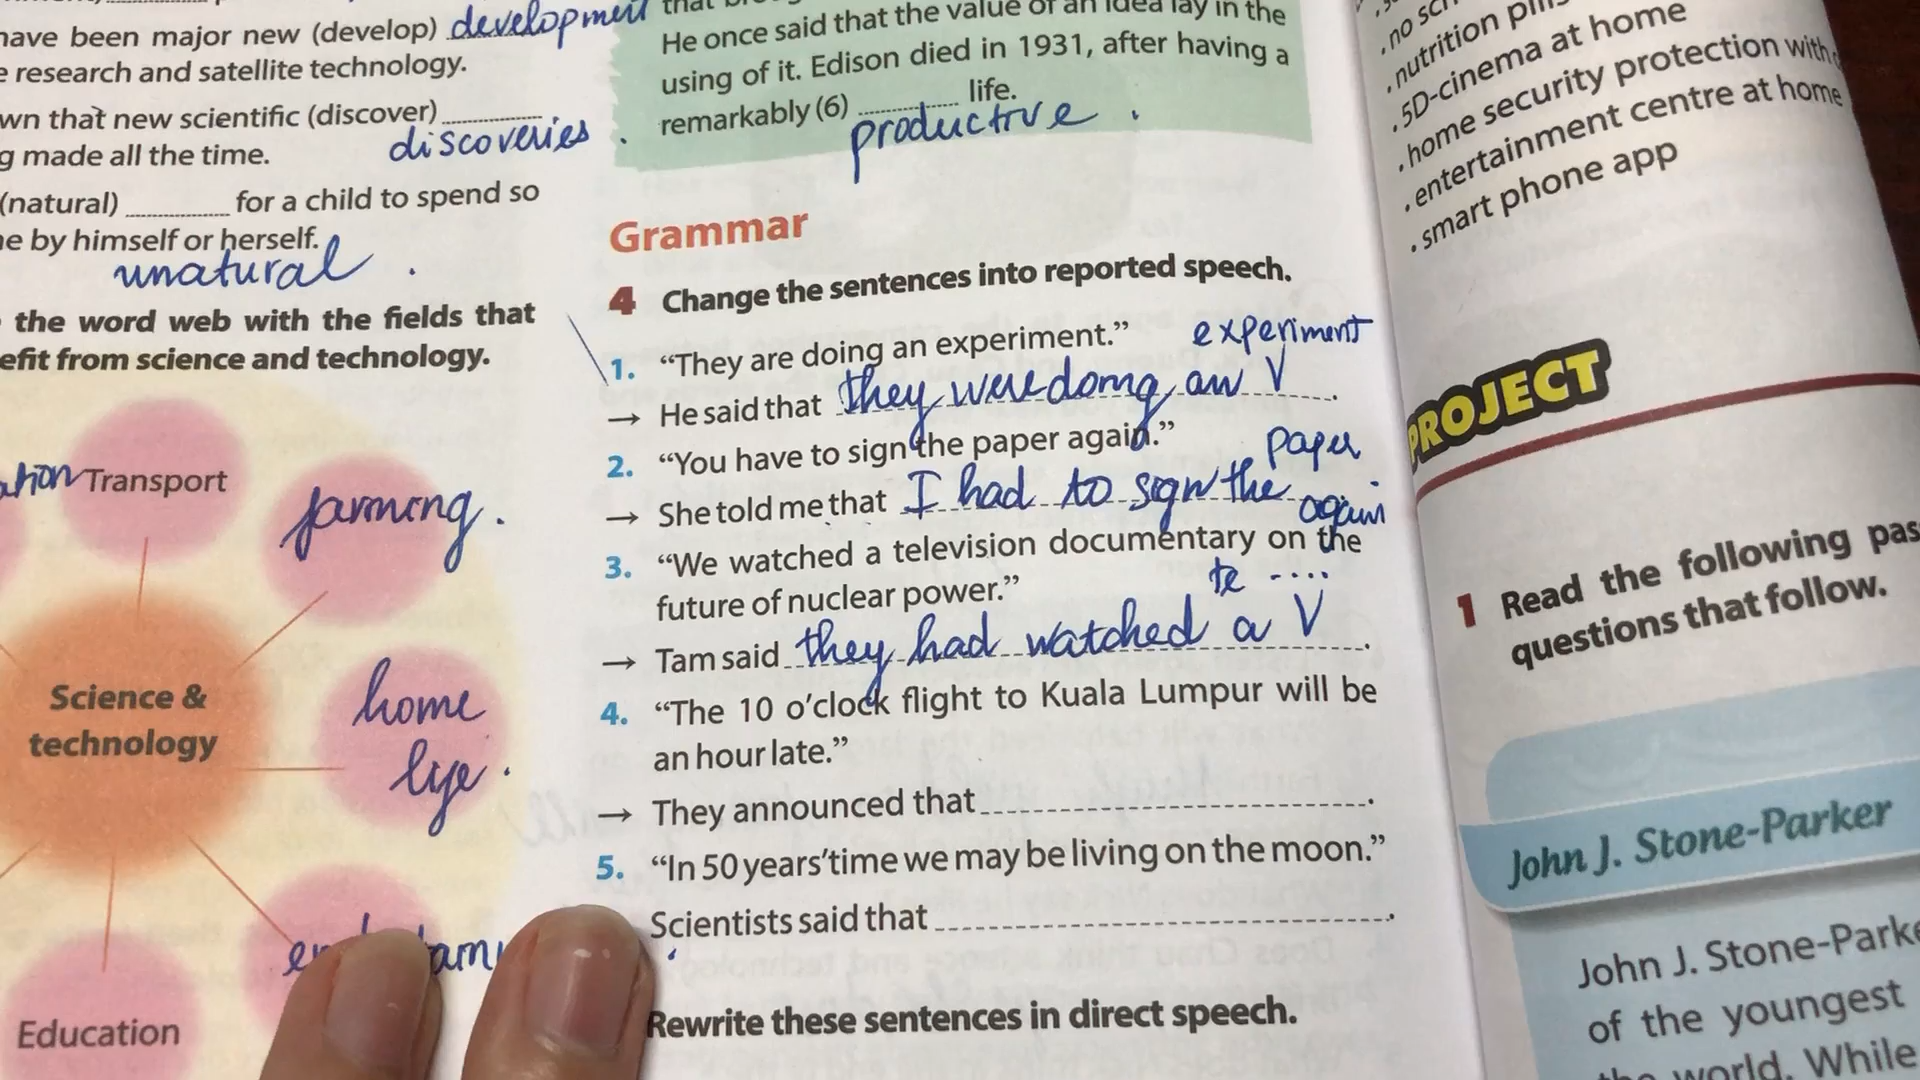 have been major new (develop) development
research and satellite technology.
wn that new scientific (discover)
discoveries .
g made all the time.
(natural) for a child to spend so
e by himself or herself.
unatural .
the word web with the fields that
efit from science and technology.
ation Transport
farming .
Science &
technology
home
life .
Education
He once said that the value of an idea lay in the
using of it. Edison died in 1931, after having a
remarkably (6) life.
productive .
Grammar
4 Change the sentences into reported speech.
1. “They are doing an experiment.” experiment
→ He said that they were doing an V .
2. “You have to sign the paper again.” paper
→ She told me that I had to sign the again
3. “We watched a television documentary on the
future of nuclear power.” te ....
→ Tam said they had watched a V .
4. “The 10 o’clock flight to Kuala Lumpur will be
an hour late.”
→ They announced that .
5. “In 50 years’time we may be living on the moon.”
Scientists said that .
Rewrite these sentences in direct speech.
.nutrition
.5D-cinema at home
.home security protection with
.entertainment centre at home
.smart phone app
PROJECT
1 Read the following pas
questions that follow.
John J. Stone-Parker
John J. Stone-Parke
of the youngest
the world. While